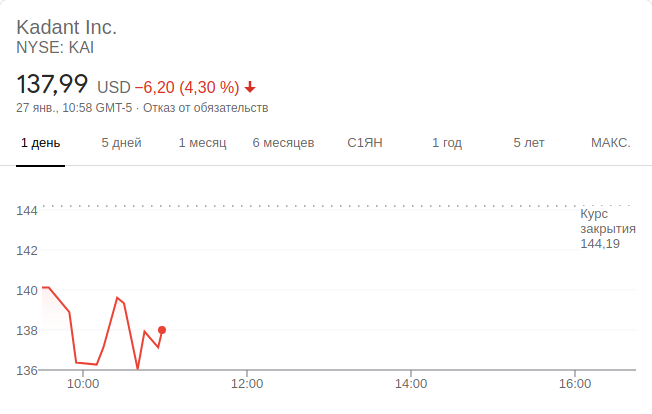 Kadant Inc.
NYSE: KAI
137,99 USD −6,20 (4,30 %)
27 янв., 10:58 GMT-5 · Отказ от обязательств
1 день 5 дней 1 месяц 6 месяцев С1ЯН 1 год 5 лет МАКС.
144
Курс
закрытия
144,19
142
140
138
136
10:00 12:00 14:00 16:00